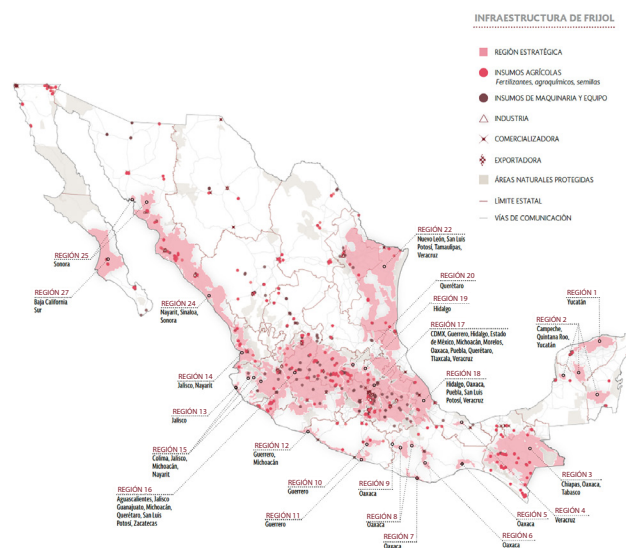 INFRAESTRUCTURA DE FRIJOL
REGIÓN ESTRATÉGICA
INSUMOS AGRÍCOLAS
Fertilizantes, agroquímicos, semillas
INSUMOS DE MAQUINARIA Y EQUIPO
INDUSTRIA
COMERCIALIZADORA
EXPORTADORA
ÁREAS NATURALES PROTEGIDAS
LÍMITE ESTATAL
VÍAS DE COMUNICACIÓN
REGIÓN 22
Nuevo León, San Luis
Potosí, Tamaulipas,
Veracruz
REGIÓN 25
Sonora
REGIÓN 20
Querétaro
REGIÓN 27
Baja California
Sur
REGIÓN 24
Nayarit, Sinaloa,
Sonora
REGIÓN 19
Hidalgo
REGIÓN 1
Yucatán
REGIÓN 17
CDMX, Guerrero, Hidalgo, Estado
de México, Michoacán, Morelos,
Oaxaca, Puebla, Querétaro,
Tlaxcala, Veracruz
REGIÓN 2
Campeche,
Quintana Roo,
Yucatán
REGIÓN 14
Jalisco, Nayarit
REGIÓN 18
Hidalgo, Oaxaca,
Puebla, San Luis
Potosí, Veracruz
REGIÓN 13
Jalisco
REGIÓN 15
Colima, Jalisco,
Michoacán,
Nayarit
REGIÓN 12
Guerrero,
Michoacán
REGIÓN 3
Chiapas, Oaxaca,
Tabasco
REGIÓN 16
Aguascalientes, Jalisco
Guanajuato, Michoacán,
Querétaro, San Luis
Potosí, Zacatecas
REGIÓN 10
Guerrero
REGIÓN 9
Oaxaca
REGIÓN 11
Guerrero
REGIÓN 8
Oaxaca
REGIÓN 5
Oaxaca
REGIÓN 4
Veracruz
REGIÓN 7
Oaxaca
REGIÓN 6
Oaxaca